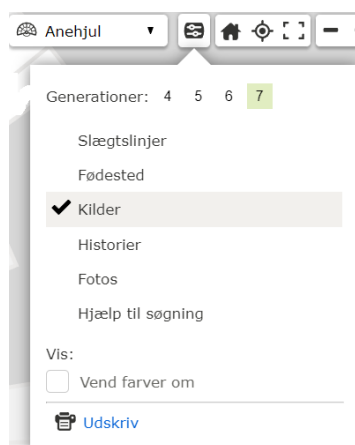 Anehjul
Generationer: 4 5 6 7
Slægtslinjer
Fødested
Kilder
Historier
Fotos
Hjælp til søgning
Vis:
Vend farver om
Udskriv